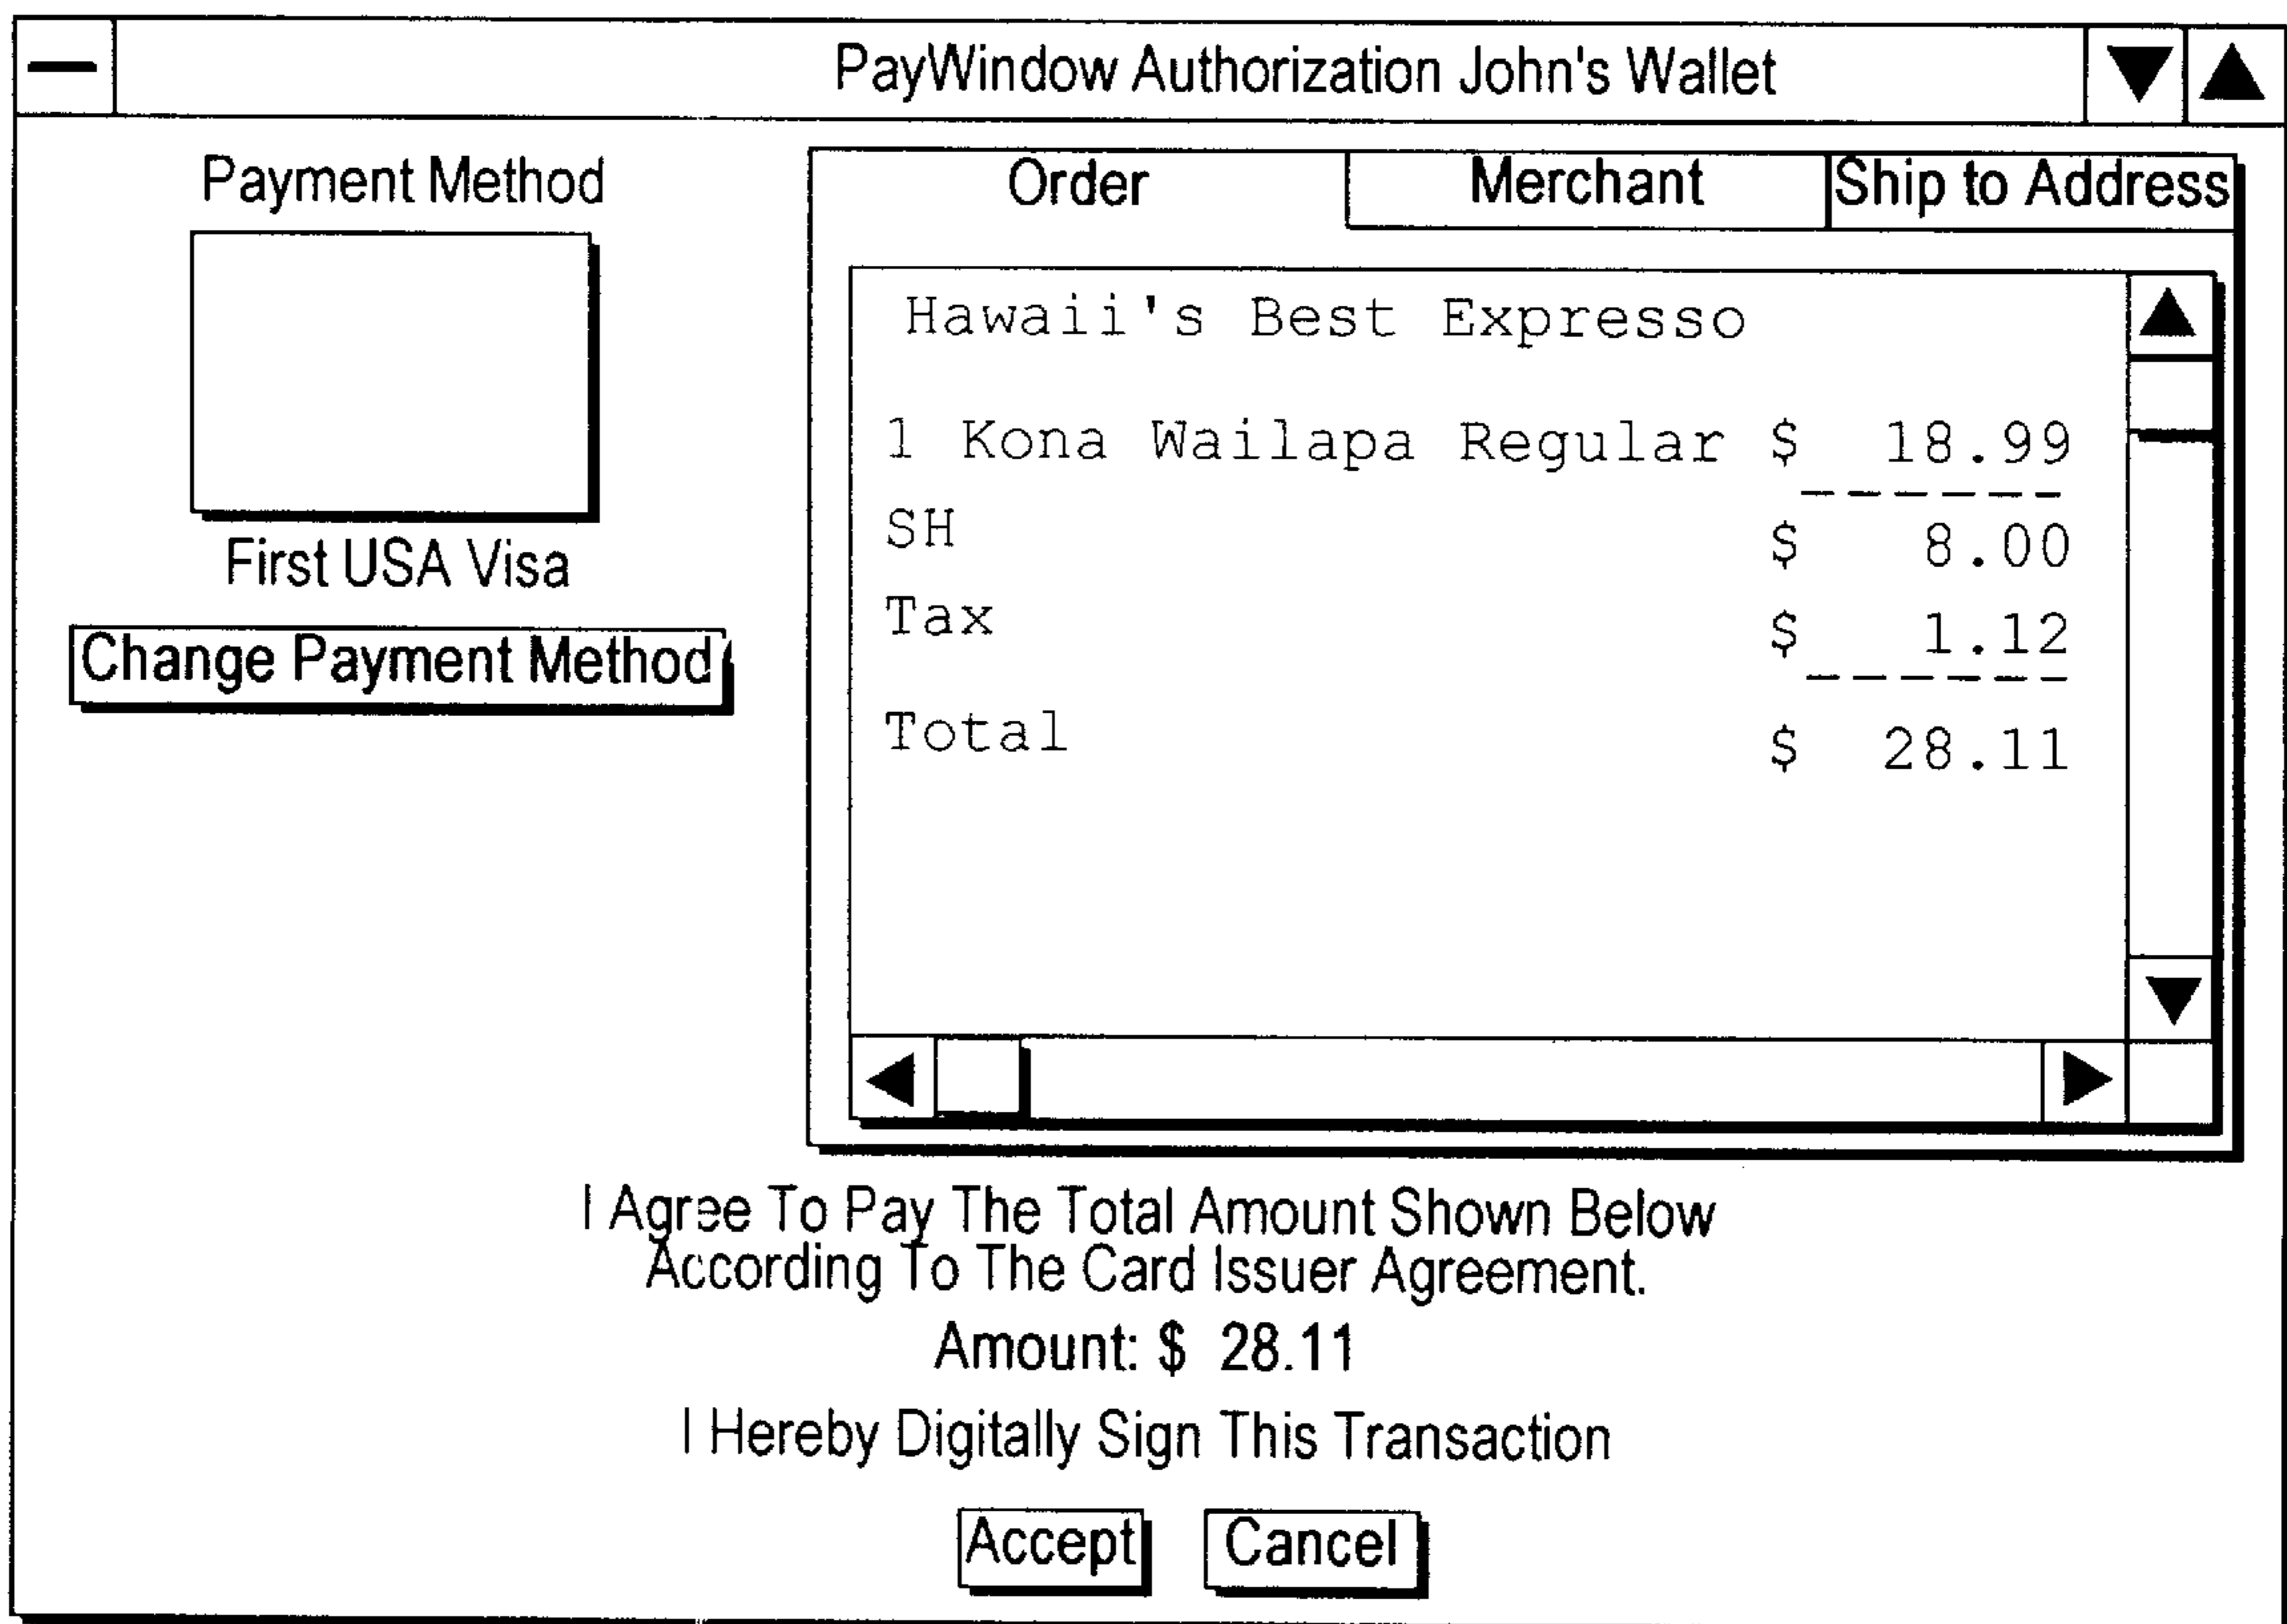 PayWindow Authorization John's Wallet
Payment Method
First USA Visa
Change Payment Method
Order Merchant Ship to Address
Hawaii's Best Expresso
1 Kona Wailapa Regular $ 18.99
------
SH $ 8.00
Tax $ 1.12
------
Total $ 28.11
I Agree To Pay The Total Amount Shown Below
According To The Card Issuer Agreement.
Amount: $ 28.11
I Hereby Digitally Sign This Transaction
Accept Cancel